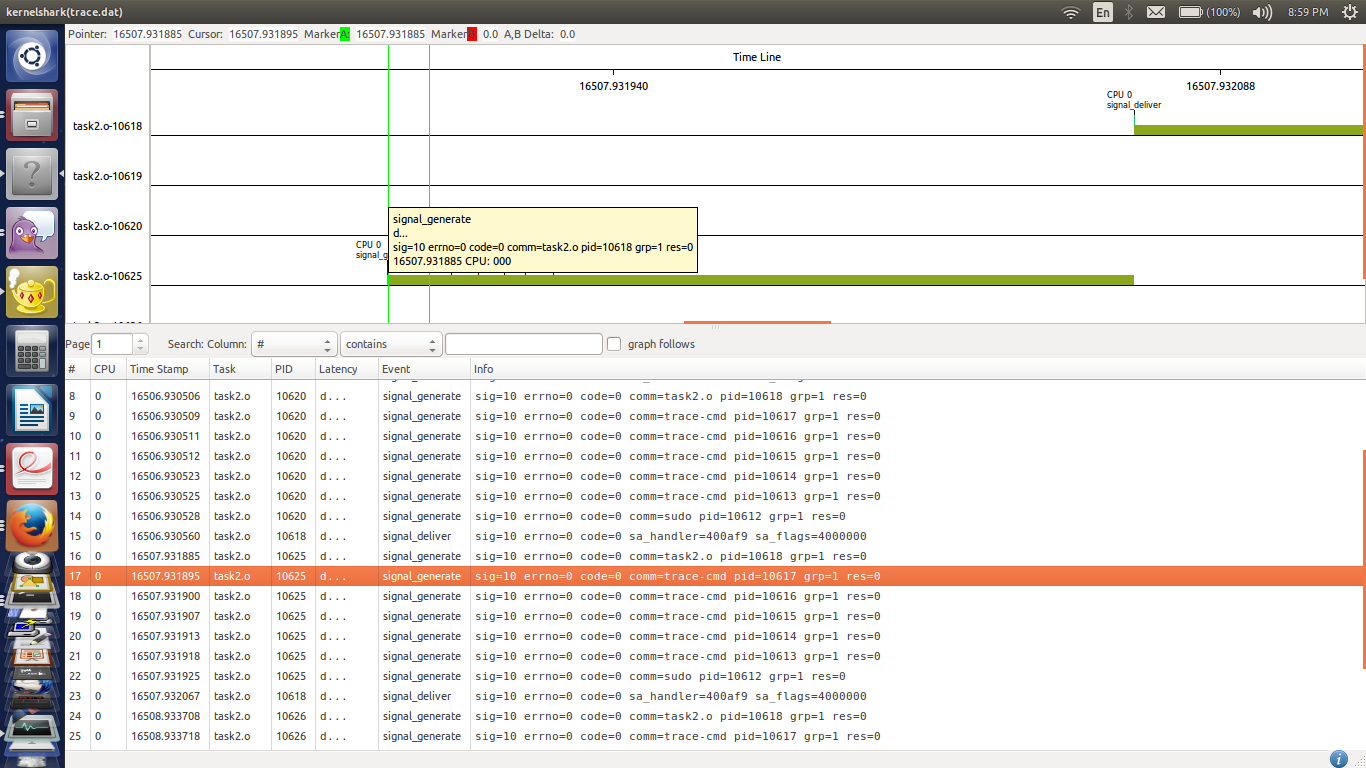 kernelshark(trace.dat) En (100%) 8:59 PM
Pointer: 16507.931885 Cursor: 16507.931895 MarkerA: 16507.931885 MarkerB: 0.0 A,B Delta: 0.0
Time Line
16507.931940 16507.932088
CPU 0
signal_deliver
task2.o-10618
task2.o-10619
task2.o-10620
signal_generate
d...
sig=10 errno=0 code=0 comm=task2.o pid=10618 grp=1 res=0
16507.931885 CPU: 000
CPU 0
signal_g
task2.o-10625
Page 1 Search: Column: # contains graph follows
# CPU Time Stamp Task PID Latency Event Info
8 0 16506.930506 task2.o 10620 d... signal_generate sig=10 errno=0 code=0 comm=task2.o pid=10618 grp=1 res=0
9 0 16506.930509 task2.o 10620 d... signal_generate sig=10 errno=0 code=0 comm=trace-cmd pid=10617 grp=1 res=0
10 0 16506.930511 task2.o 10620 d... signal_generate sig=10 errno=0 code=0 comm=trace-cmd pid=10616 grp=1 res=0
11 0 16506.930512 task2.o 10620 d... signal_generate sig=10 errno=0 code=0 comm=trace-cmd pid=10615 grp=1 res=0
12 0 16506.930523 task2.o 10620 d... signal_generate sig=10 errno=0 code=0 comm=trace-cmd pid=10614 grp=1 res=0
13 0 16506.930525 task2.o 10620 d... signal_generate sig=10 errno=0 code=0 comm=trace-cmd pid=10613 grp=1 res=0
14 0 16506.930528 task2.o 10620 d... signal_generate sig=10 errno=0 code=0 comm=sudo pid=10612 grp=1 res=0
15 0 16506.930560 task2.o 10618 d... signal_deliver sig=10 errno=0 code=0 sa_handler=400af9 sa_flags=4000000
16 0 16507.931885 task2.o 10625 d... signal_generate sig=10 errno=0 code=0 comm=task2.o pid=10618 grp=1 res=0
17 0 16507.931895 task2.o 10625 d... signal_generate sig=10 errno=0 code=0 comm=trace-cmd pid=10617 grp=1 res=0
18 0 16507.931900 task2.o 10625 d... signal_generate sig=10 errno=0 code=0 comm=trace-cmd pid=10616 grp=1 res=0
19 0 16507.931907 task2.o 10625 d... signal_generate sig=10 errno=0 code=0 comm=trace-cmd pid=10615 grp=1 res=0
20 0 16507.931913 task2.o 10625 d... signal_generate sig=10 errno=0 code=0 comm=trace-cmd pid=10614 grp=1 res=0
21 0 16507.931918 task2.o 10625 d... signal_generate sig=10 errno=0 code=0 comm=trace-cmd pid=10613 grp=1 res=0
22 0 16507.931925 task2.o 10625 d... signal_generate sig=10 errno=0 code=0 comm=sudo pid=10612 grp=1 res=0
23 0 16507.932067 task2.o 10618 d... signal_deliver sig=10 errno=0 code=0 sa_handler=400af9 sa_flags=4000000
24 0 16508.933708 task2.o 10626 d... signal_generate sig=10 errno=0 code=0 comm=task2.o pid=10618 grp=1 res=0
25 0 16508.933718 task2.o 10626 d... signal_generate sig=10 errno=0 code=0 comm=trace-cmd pid=10617 grp=1 res=0